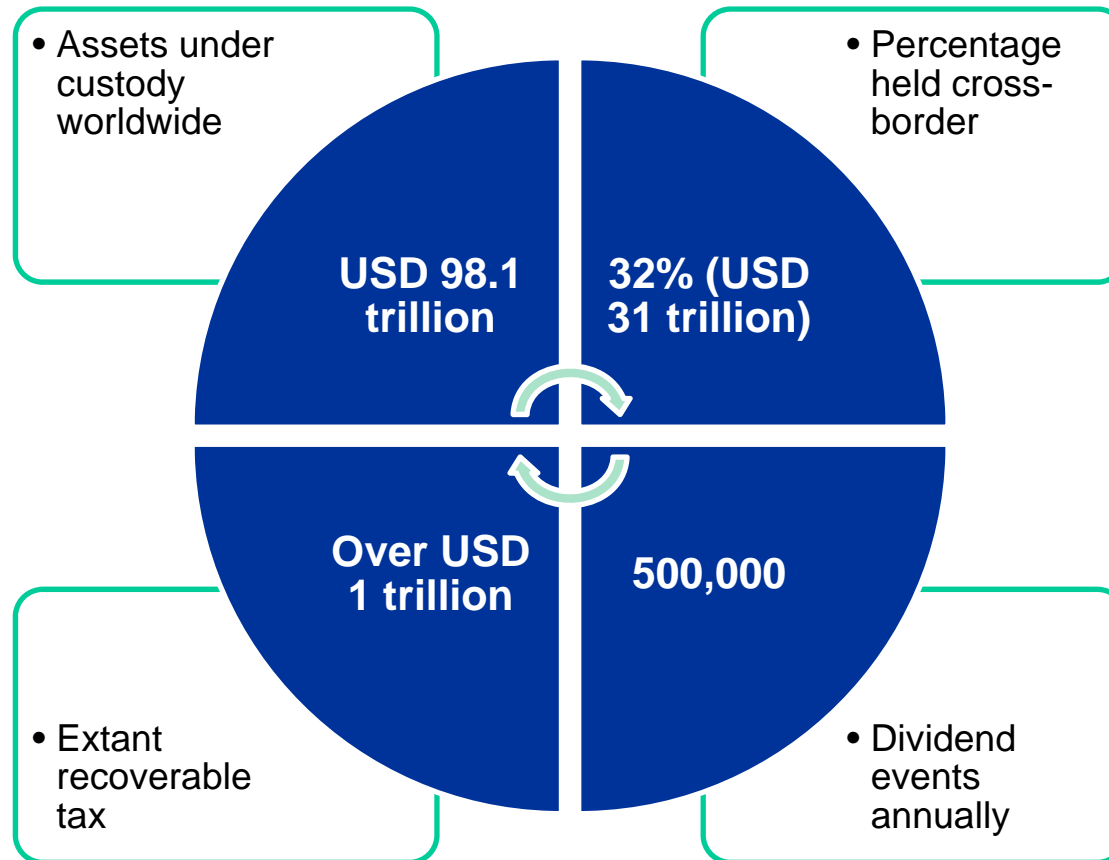 • Assets under
custody
worldwide
• Percentage
held cross-
border
USD 98.1
trillion
32% (USD
31 trillion)
Over USD
1 trillion
500,000
• Extant
recoverable
tax
• Dividend
events
annually